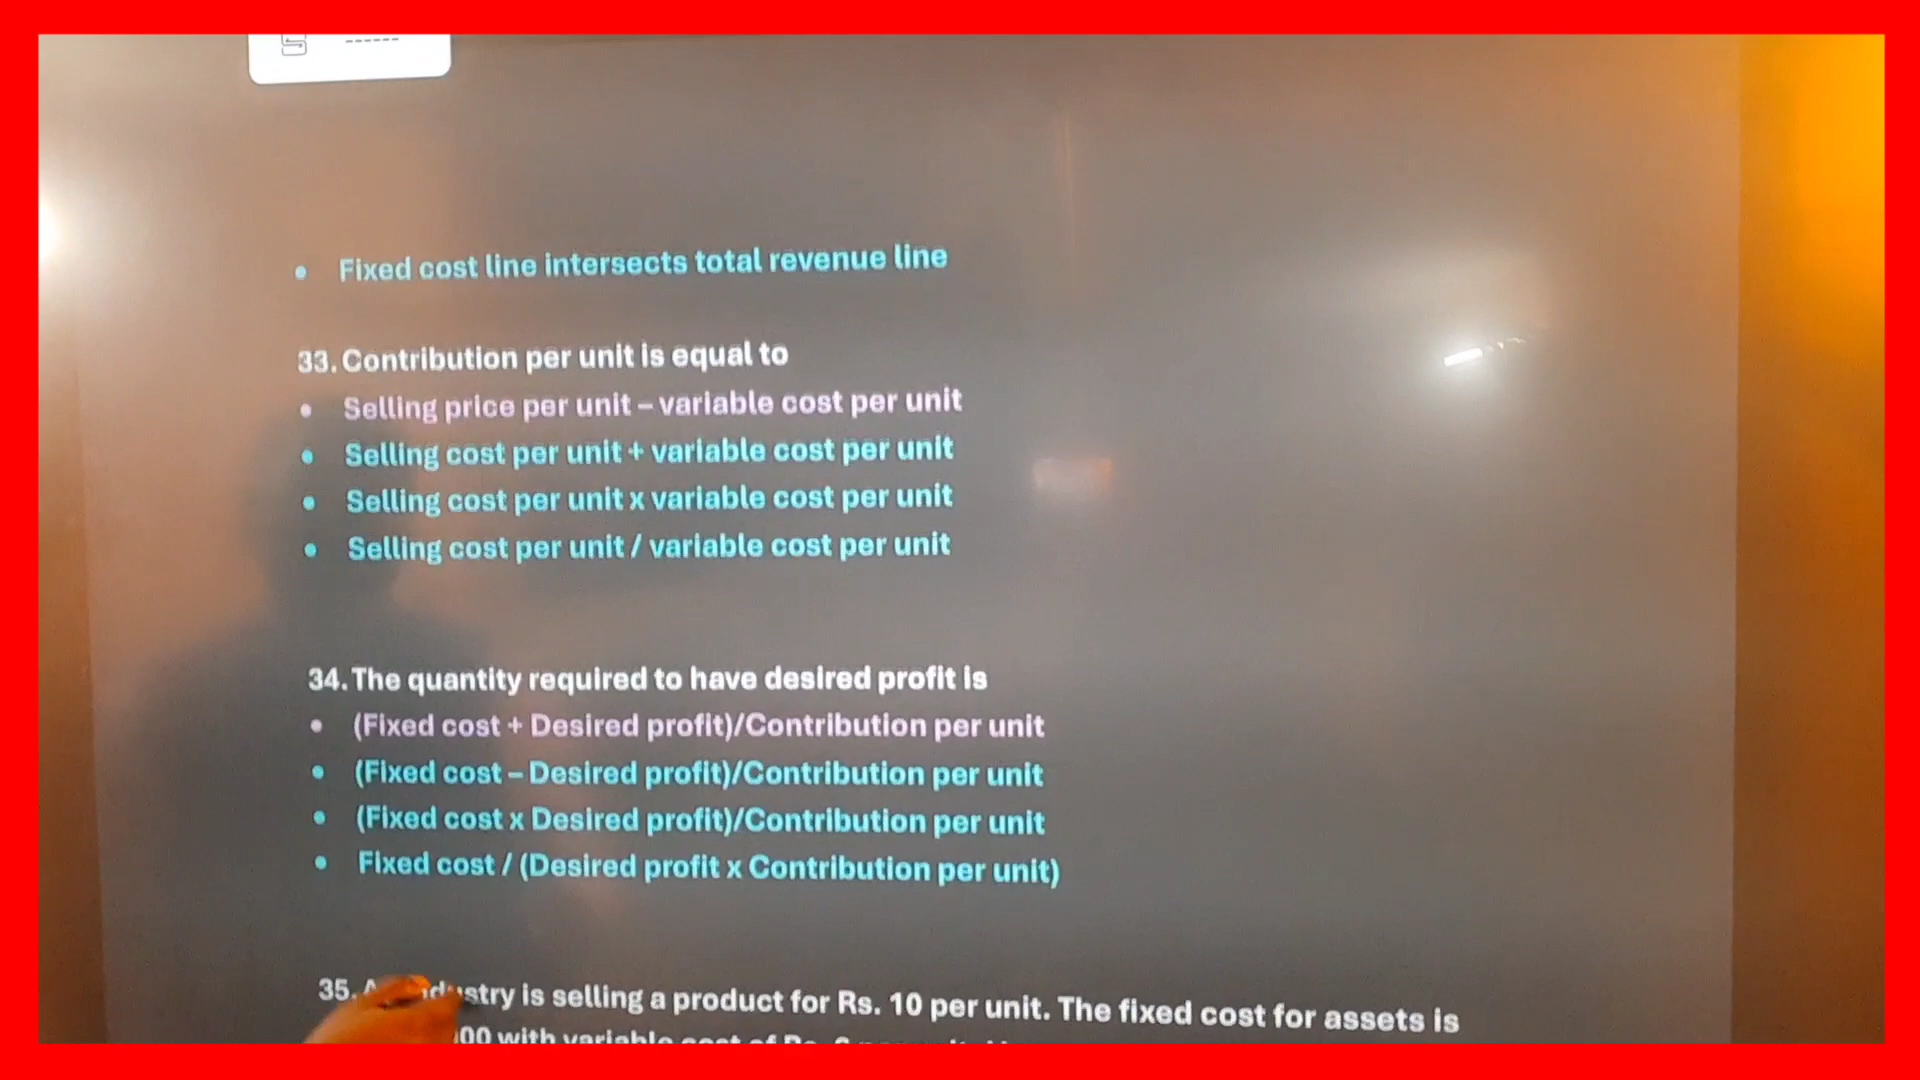 • Fixed cost line intersects total revenue line
33. Contribution per unit is equal to
• Selling price per unit – variable cost per unit
• Selling cost per unit + variable cost per unit
• Selling cost per unit x variable cost per unit
• Selling cost per unit / variable cost per unit
34. The quantity required to have desired profit is
• (Fixed cost + Desired profit)/Contribution per unit
• (Fixed cost – Desired profit)/Contribution per unit
• (Fixed cost x Desired profit)/Contribution per unit
• Fixed cost / (Desired profit x Contribution per unit)
35. is selling a product for Rs. 10 per unit. The fixed cost for assets is
with variable cost of Rs.